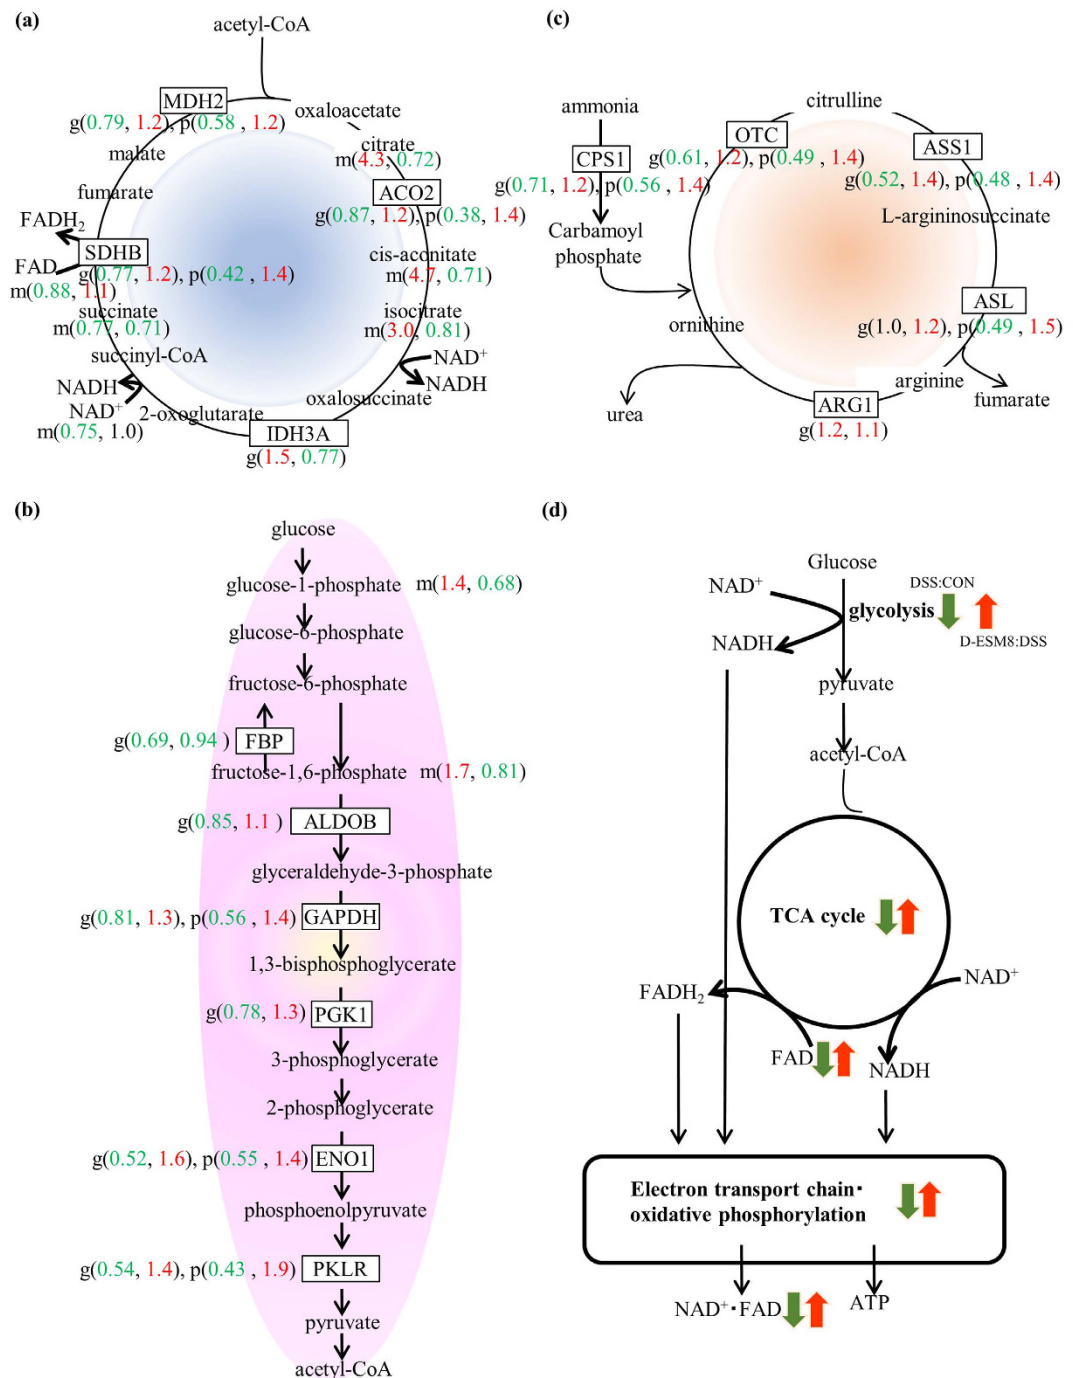 (a)
acetyl-CoA
MDH2
oxaloacetate
g(0.79, 1.2), p(0.58 , 1.2)
malate
citrate
m(4.3, 0.72)
fumarate
ACO2
g(0.87, 1.2), p(0.38, 1.4)
FADH2
SDHB
cis-aconitate
FAD
g(0.77, 1.2), p(0.42 , 1.4)
m(4.7, 0.71)
m(0.88, 1.1)
succinate
isocitrate
m(0.77, 0.71)
m(3.0, 0.81)
succinyl-CoA
NAD+
NADH
NADH
NAD+
2-oxoglutarate
oxalosuccinate
m(0.75, 1.0)
IDH3A
g(1.5, 0.77)
(c)
ammonia
citrulline
OTC
ASS1
CPS1
g(0.61, 1.2), p(0.49 , 1.4)
g(0.71, 1.2), p(0.56 , 1.4)
g(0.52, 1.4), p(0.48 , 1.4)
L-argininosuccinate
Carbamoyl
phosphate
ASL
ornithine
g(1.0, 1.2), p(0.49 , 1.5)
arginine
urea
ARG1
fumarate
g(1.2, 1.1)
(b)
glucose
glucose-1-phosphate
m(1.4, 0.68)
glucose-6-phosphate
fructose-6-phosphate
g(0.69, 0.94 )
FBP
fructose-1,6-phosphate
m(1.7, 0.81)
g(0.85, 1.1 )
ALDOB
glyceraldehyde-3-phosphate
g(0.81, 1.3), p(0.56 , 1.4)
GAPDH
1,3-bisphosphoglycerate
g(0.78, 1.3)
PGK1
3-phosphoglycerate
2-phosphoglycerate
g(0.52, 1.6), p(0.55 , 1.4)
ENO1
phosphoenolpyruvate
g(0.54, 1.4), p(0.43 , 1.9)
PKLR
pyruvate
acetyl-CoA
(d)
Glucose
NAD+
DSS:CON
glycolysis
NADH
D-ESM8:DSS
pyruvate
acetyl-CoA
TCA cycle
FADH2
NAD+
FAD
NADH
Electron transport chain・
oxidative phosphorylation
NAD+・FAD
ATP